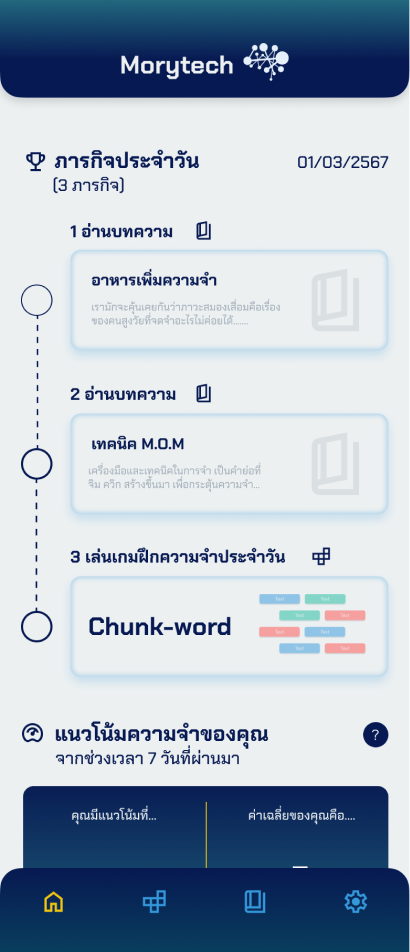 Morytech
ภารกิจประจำวัน 01/03/2567
(3 ภารกิจ)
1 อ่านบทความ
อาหารเพิ่มความจำ
เรามักจะคุ้นเคยกันว่าภาวะสมองเสื่อมคือเรื่อง
ของคนสูงวัยที่จดจำอะไรไม่ค่อยได้.......
2 อ่านบทความ
เทคนิค M.O.M
เครื่องมือและเทคนิคในการจำ เป็นคำย่อที่
จิม ควิก สร้างขึ้นมา เพื่อกระตุ้นความจำ...
3 เล่นเกมฝึกความจำประจำวัน
Chunk-word
Text Text
Text Text
Text Text
Text Text
แนวโน้มความจำของคุณ ?
จากช่วงเวลา 7 วันที่ผ่านมา
คุณมีแนวโน้มที่... ค่าเฉลี่ยของคุณคือ....